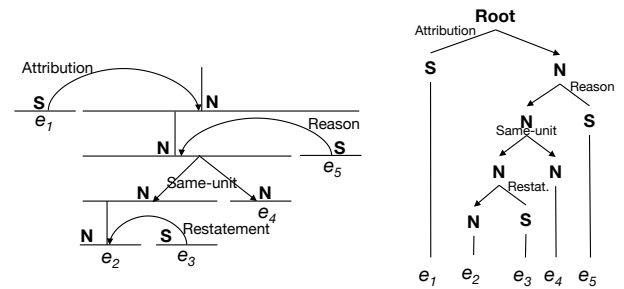 Attribution
S
N
e1
Reason
N
S
e5
Same-unit
N
N
e4
N
S
Restatement
e2
e3
Root
Attribution
S
N
Reason
N
S
Same-unit
N
N
Restat.
N
S
e1
e2
e3
e4
e5